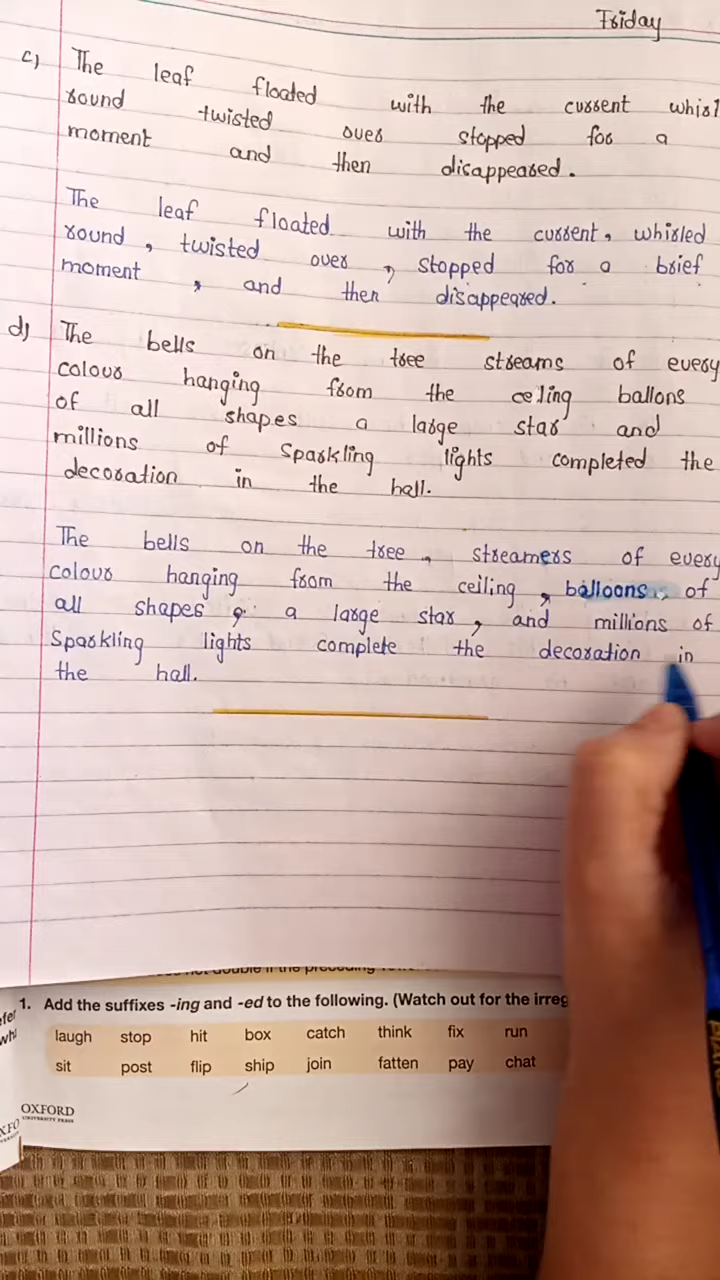 Friday
c) The leaf floated with the current whirl
round twisted over stopped for a
moment and then disappeared.
The leaf floated with the current, whirled
round, twisted over, stopped for a brief
moment, and then disappeared.
d) The bells on the tree streams of every
colour hanging from the celing ballons
of all shapes a large star and
millions of sparkling lights completed the
decoration in the hall.
The bells on the tree, streamers of every
colour hanging from the ceiling, balloons of
all shapes, a large star, and millions of
Sparkling lights complete the decoration in
the hall.
1. Add the suffixes -ing and -ed to the following. (Watch out for the irreg
laugh stop hit box catch think fix run
sit post flip ship join fatten pay chat
OXFORD
UNIVERSITY PRESS